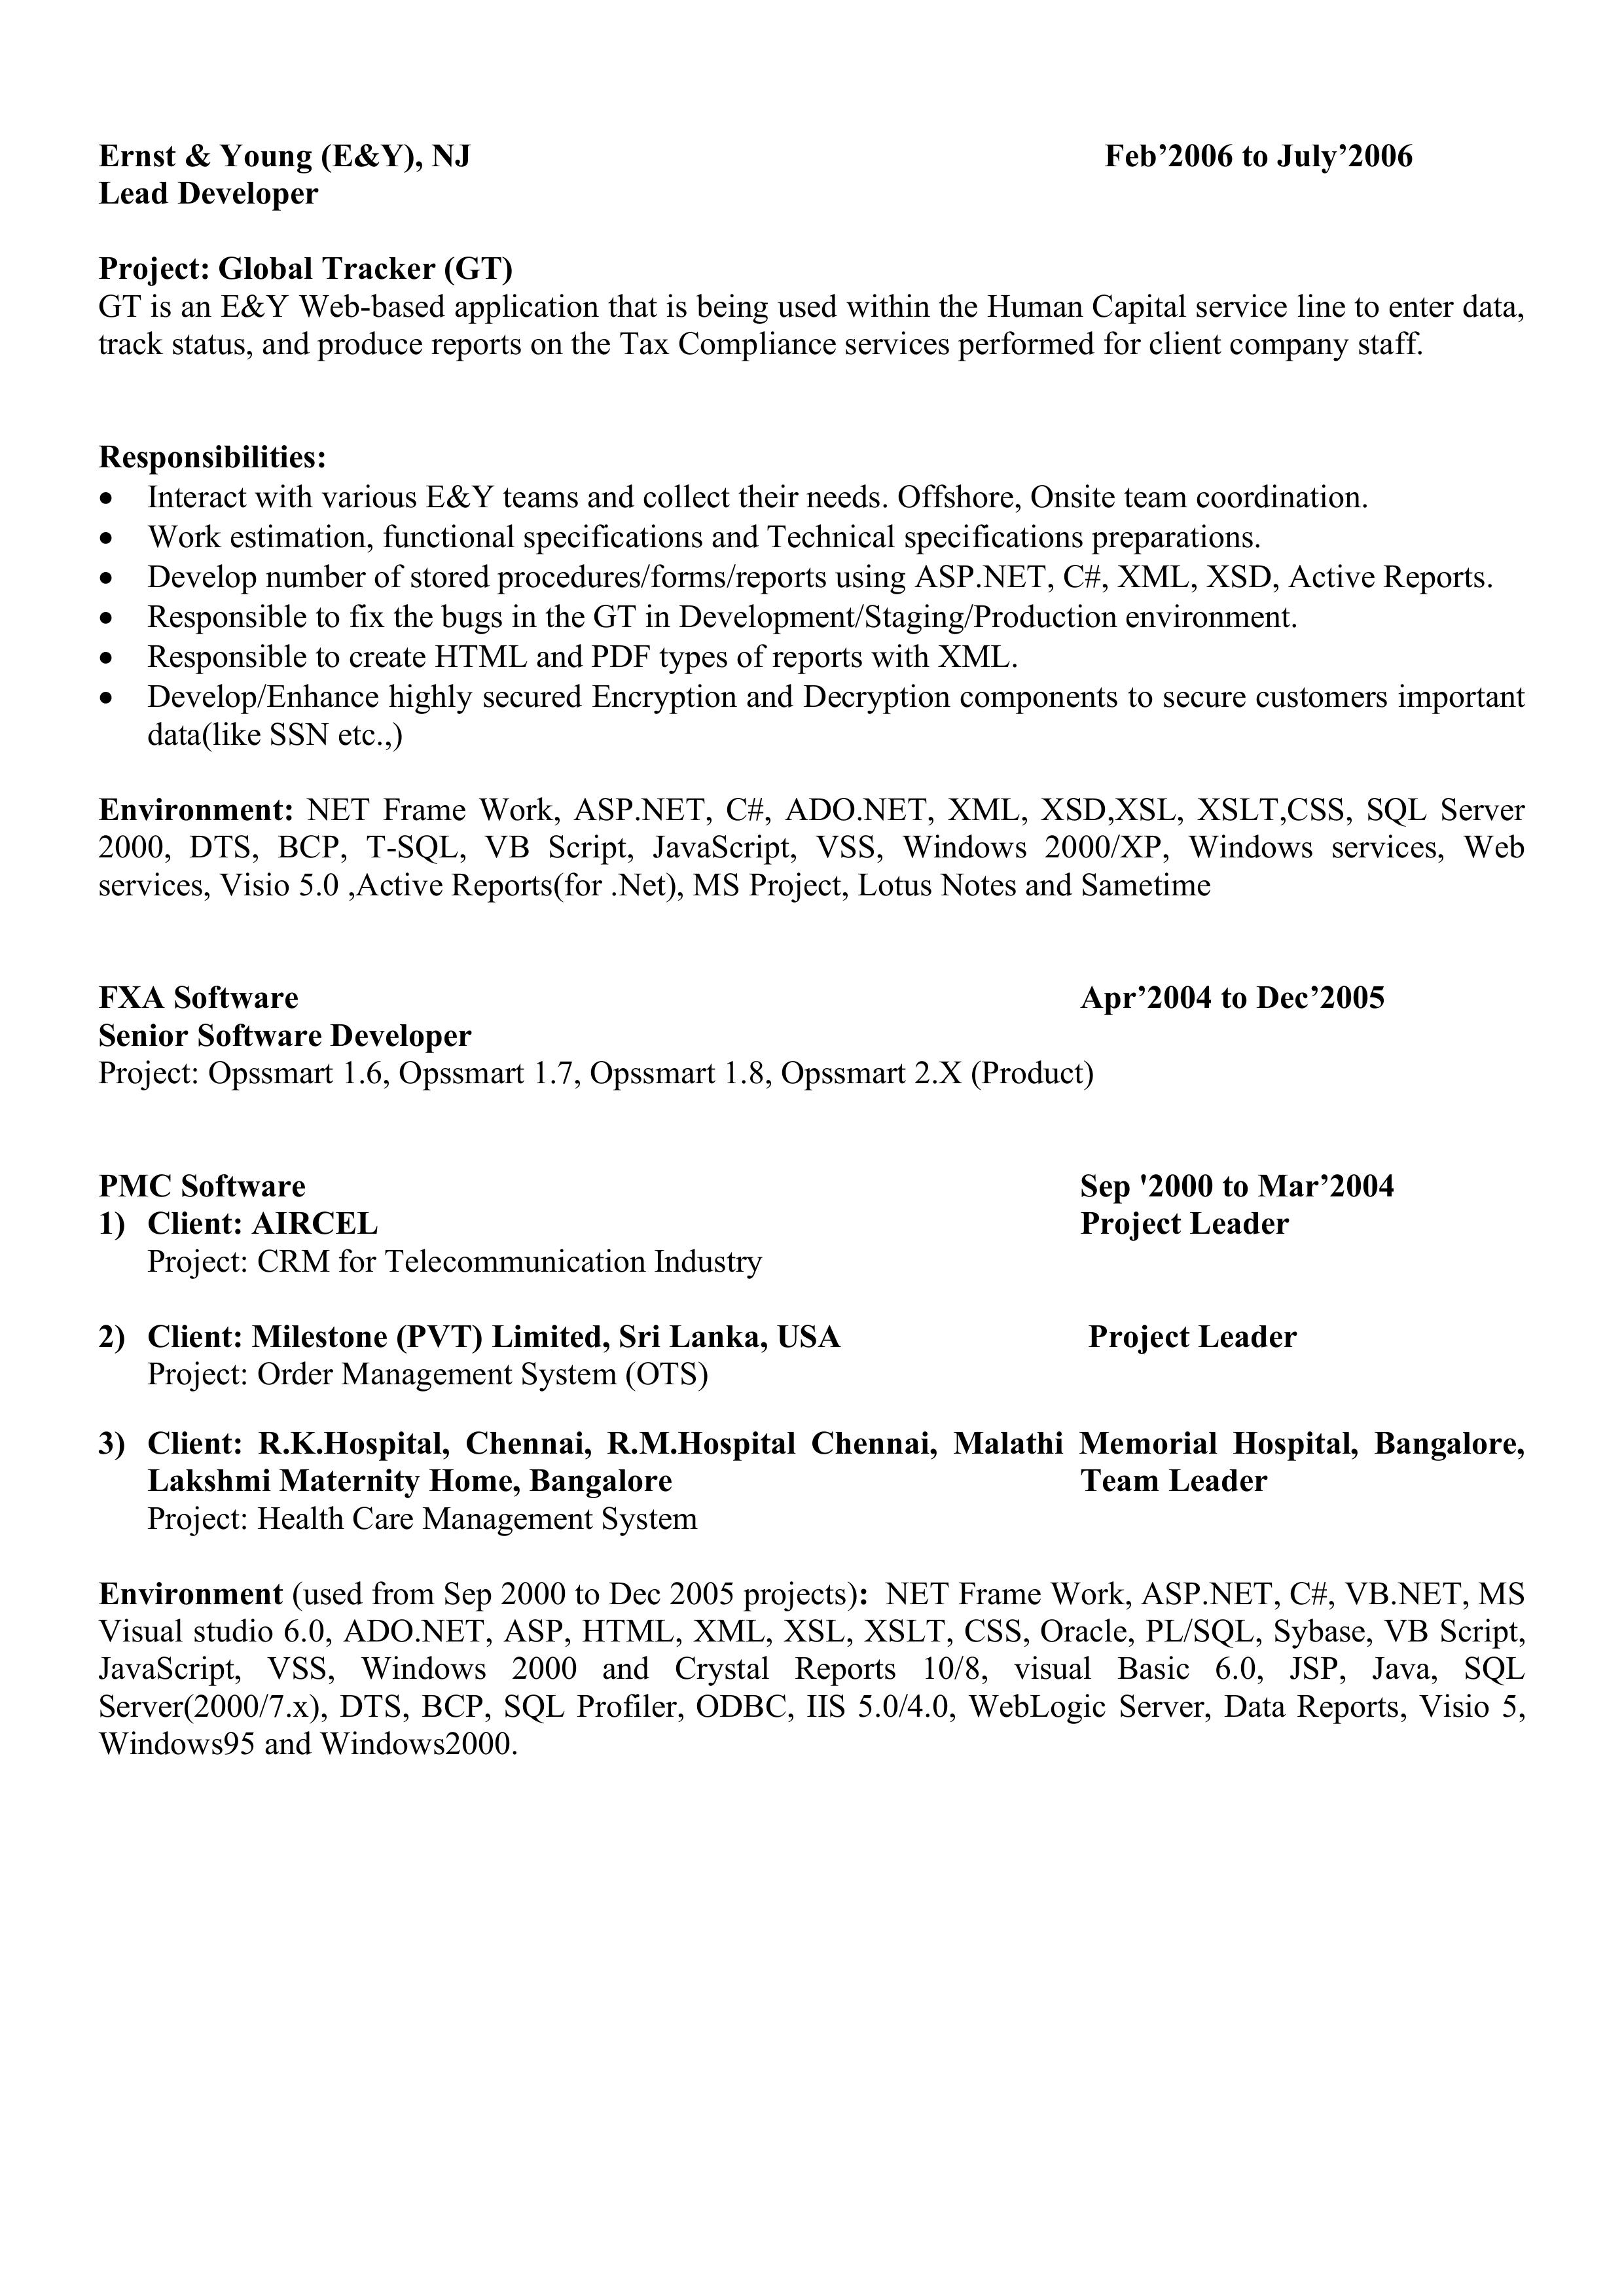 Ernst & Young (E&Y), NJ Feb’2006 to July’2006
Lead Developer
Project: Global Tracker (GT)
GT is an E&Y Web-based application that is being used within the Human Capital service line to enter data,
track status, and produce reports on the Tax Compliance services performed for client company staff.
Responsibilities:
• Interact with various E&Y teams and collect their needs. Offshore, Onsite team coordination.
• Work estimation, functional specifications and Technical specifications preparations.
• Develop number of stored procedures/forms/reports using ASP.NET, C#, XML, XSD, Active Reports.
• Responsible to fix the bugs in the GT in Development/Staging/Production environment.
• Responsible to create HTML and PDF types of reports with XML.
• Develop/Enhance highly secured Encryption and Decryption components to secure customers important
data(like SSN etc.,)
Environment: NET Frame Work, ASP.NET, C#, ADO.NET, XML, XSD,XSL, XSLT,CSS, SQL Server
2000, DTS, BCP, T-SQL, VB Script, JavaScript, VSS, Windows 2000/XP, Windows services, Web
services, Visio 5.0 ,Active Reports(for .Net), MS Project, Lotus Notes and Sametime
FXA Software Apr’2004 to Dec’2005
Senior Software Developer
Project: Opssmart 1.6, Opssmart 1.7, Opssmart 1.8, Opssmart 2.X (Product)
PMC Software Sep '2000 to Mar’2004
1) Client: AIRCEL Project Leader
Project: CRM for Telecommunication Industry
2) Client: Milestone (PVT) Limited, Sri Lanka, USA Project Leader
Project: Order Management System (OTS)
3) Client: R.K.Hospital, Chennai, R.M.Hospital Chennai, Malathi Memorial Hospital, Bangalore,
Lakshmi Maternity Home, Bangalore Team Leader
Project: Health Care Management System
Environment (used from Sep 2000 to Dec 2005 projects): NET Frame Work, ASP.NET, C#, VB.NET, MS
Visual studio 6.0, ADO.NET, ASP, HTML, XML, XSL, XSLT, CSS, Oracle, PL/SQL, Sybase, VB Script,
JavaScript, VSS, Windows 2000 and Crystal Reports 10/8, visual Basic 6.0, JSP, Java, SQL
Server(2000/7.x), DTS, BCP, SQL Profiler, ODBC, IIS 5.0/4.0, WebLogic Server, Data Reports, Visio 5,
Windows95 and Windows2000.